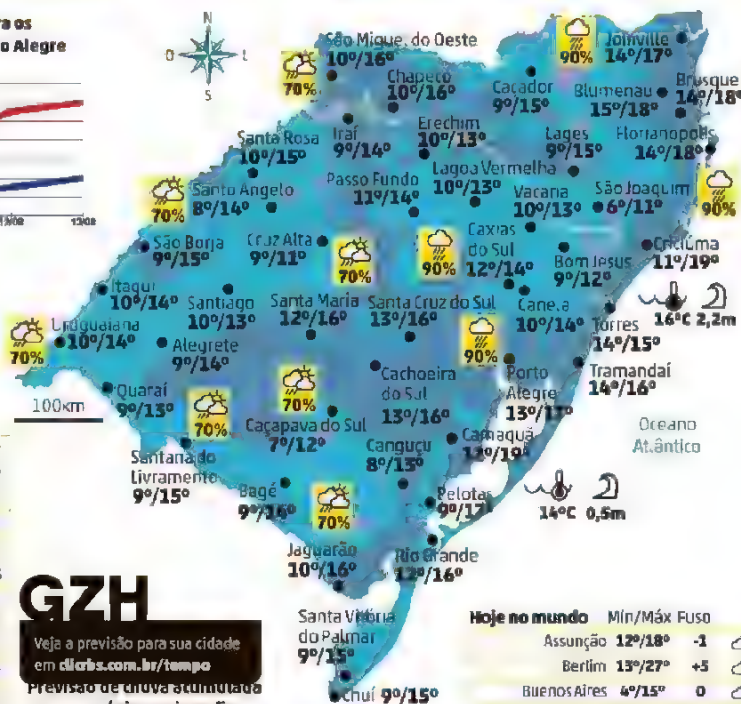 ra os
o Alegre
N
O L
S
13/08
São Miguel do Oeste
10º/16º
70%
Chapecó
10º/16º
Caçador
9º/15º
90%
Joinville
14º/17º
Blumenau
15º/18º
Brusque
14º/18º
Iraí
9º/14º
Erechim
10º/13º
Lages
9º/15º
Florianópolis
14º/18º
90%
Santa Rosa
10º/15º
Santo Angelo
8º/14º
70%
Passo Fundo
11º/14º
Lagoa Vermelha
10º/13º
Vacaria
10º/13º
São Joaquim
6º/11º
São Borja
9º/15º
Cruz Alta
9º/11º
70%
90%
Caxias
do Sul
12º/14º
Bom Jesus
9º/12º
Criciúma
11º/19º
Itaqui
10º/14º
Santiago
10º/13º
Santa Maria
12º/16º
Santa Cruz do Sul
13º/16º
Canela
10º/14º
16ºC 2,2m
Torres
14º/15º
70%
Uruguaiana
10º/14º
Alegrete
9º/14º
90%
Porto
Alegre
Tramandaí
14º/16º
Quaraí
9º/13º
100km
70%
70%
Caçapava do Sul
7º/12º
Cachoeira
do Sul
13º/16º
Camaquã
Oceano
Atlântico
Santana do
Livramento
9º/15º
Bagé
70%
Canguçu
8º/13º
Pelotas
14ºC 0,5m
Jaguarão
10º/16º
Rio Grande
12º/16º
Santa Vitória
do Palmar
9º/15º
Chuí 9º/15º
GZH
Veja a previsão para sua cidade
em clicrbs.com.br/tempo
Previsão de chuva acumulada
Hoje no mundo Mín/Máx Fuso
Assunção 12º/18º -1
Berlim 13º/27º +5
Buenos Aires 4º/15º 0